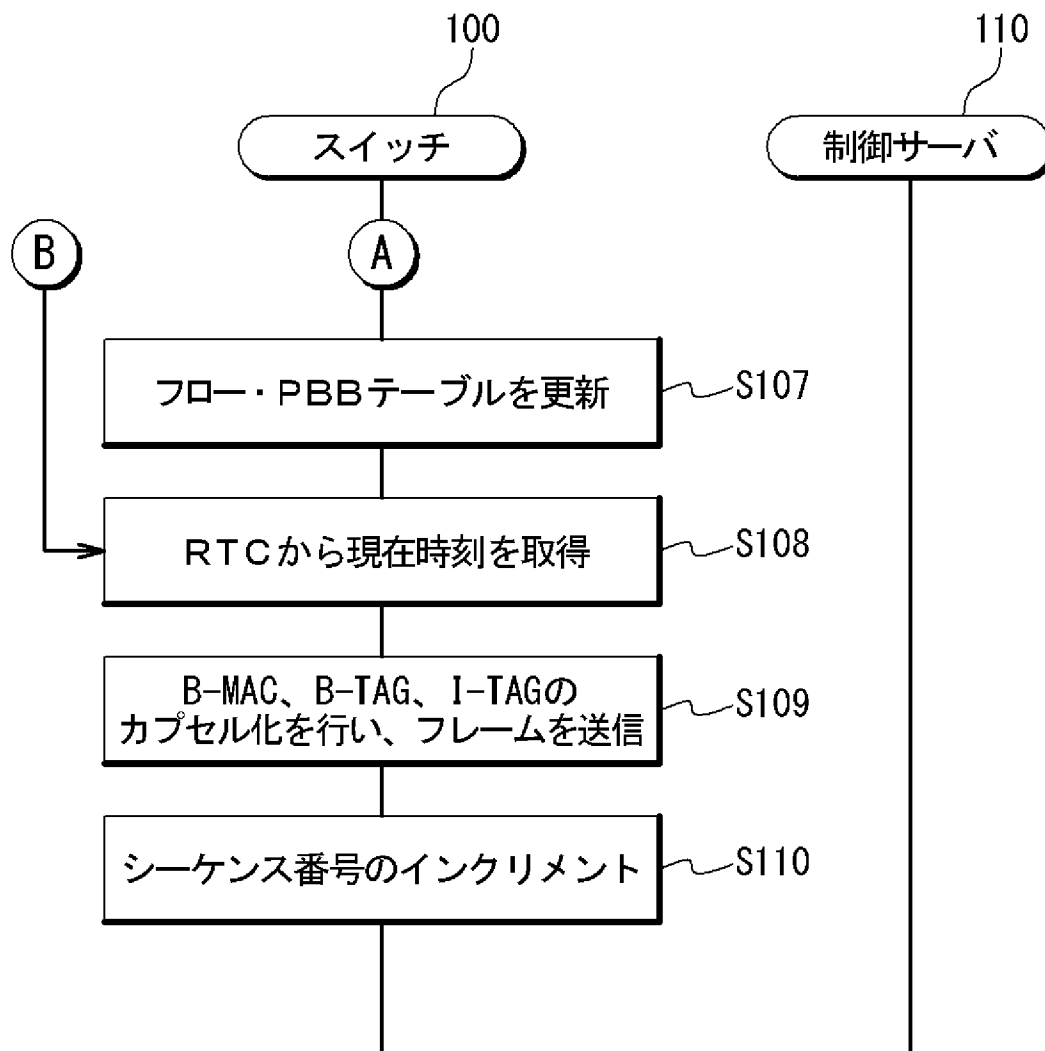 100
110
スイッチ
制御サーバ
B
A
フロー・ＰＢＢテーブルを更新
S107
ＲＴＣから現在時刻を取得
S108
B-MAC、B-TAG、I-TAGの
カプセル化を行い、フレームを送信
S109
シーケンス番号のインクリメント
S110